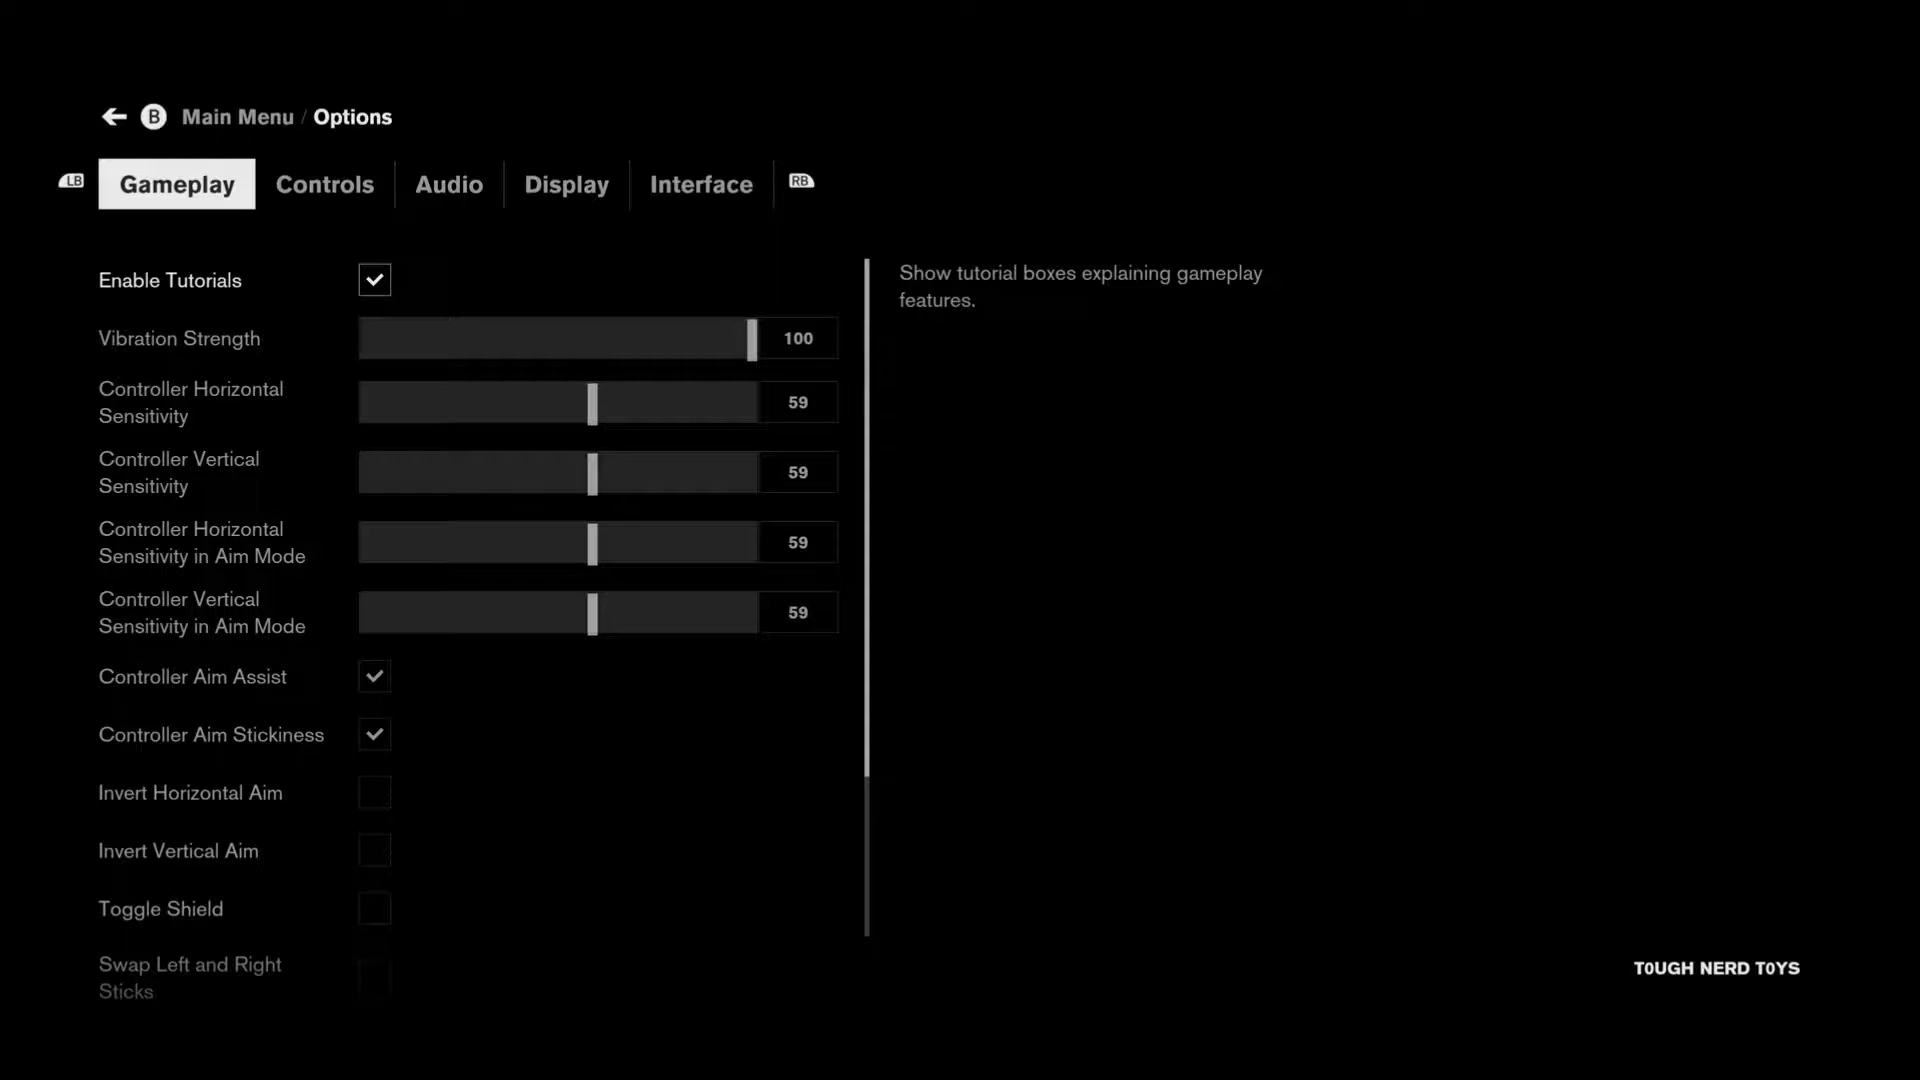 B Main Menu / Options
LB Gameplay Controls Audio Display Interface RB
Enable Tutorials
Show tutorial boxes explaining gameplay
features.
Vibration Strength 100
Controller Horizontal
Sensitivity
59
Controller Vertical
Sensitivity
59
Controller Horizontal
Sensitivity in Aim Mode
59
Controller Vertical
Sensitivity in Aim Mode
59
Controller Aim Assist
Controller Aim Stickiness
Invert Horizontal Aim
Invert Vertical Aim
Toggle Shield
Swap Left and Right
Sticks
T0UGH NERD T0YS